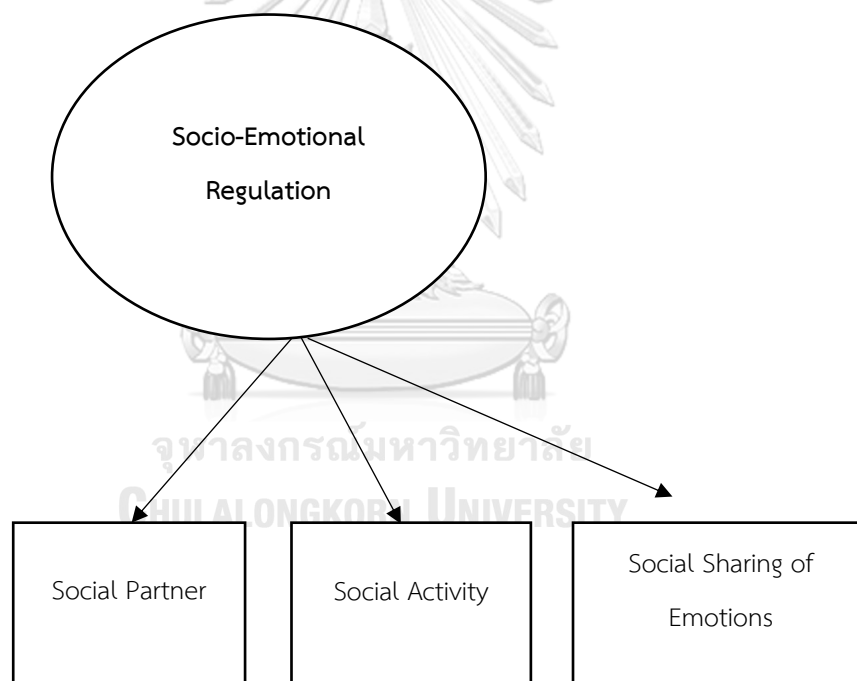 Socio-Emotional
Regulation
จุฬาลงกรณ์มหาวิทยาลัย
CHULALONGKORN UNIVERSITY
Social Partner
Social Activity
Social Sharing of
Emotions